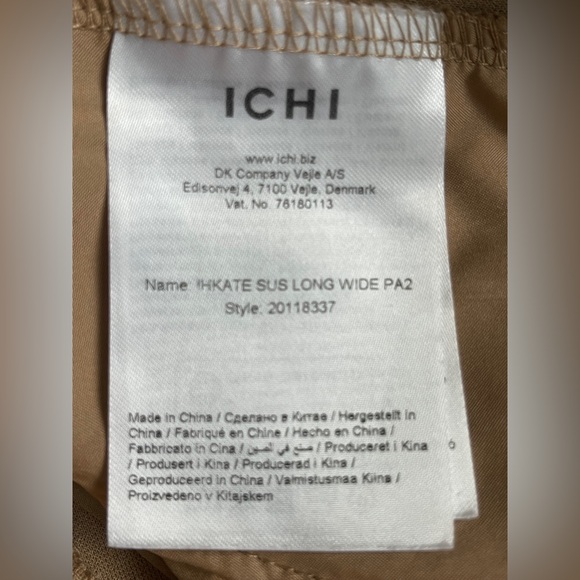 ICHI
www.ichi.biz
DK Company Vejle A/S
Edisonvej 4, 7100 Vejle, Denmark
Vat. No. 76180113
Name IHKATE SUS LONG WIDE PA2
Style: 20118337
Made in China / Сделано в Китае / Hergestellt in
China / Fabriqué en Chine / Hecho en China /
Fabbricato in Cina / صنع في الصين / Produceret i Kina
/ Produsert i Kina / Producerad i Kina /
Geproduceerd in China / Valmistusmaa Kiina /
Proizvedeno v Kitajskem